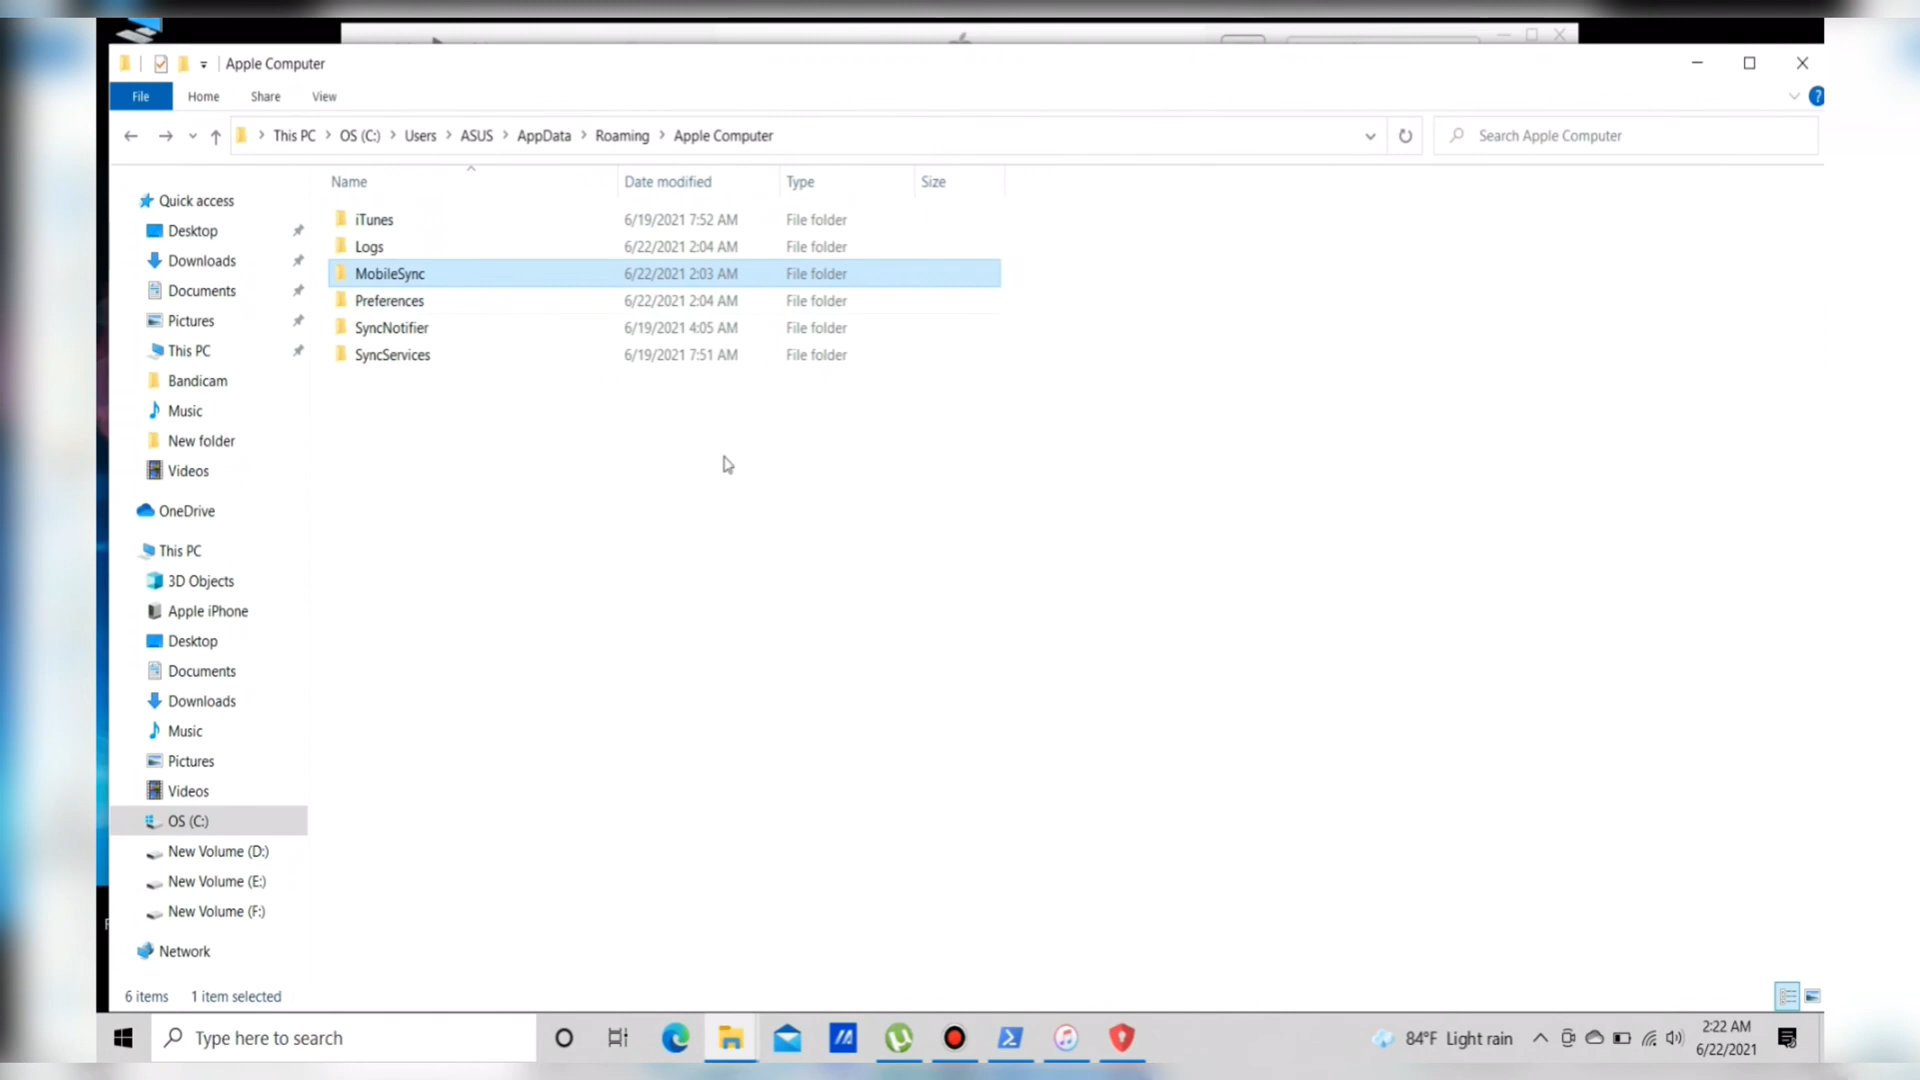 Apple Computer
File Home Share View
This PC OS (C:) Users ASUS AppData Roaming Apple Computer
Search Apple Computer
Name Date modified Type Size
iTunes 6/19/2021 7:52 AM File folder
Logs 6/22/2021 2:04 AM File folder
MobileSync 6/22/2021 2:03 AM File folder
Preferences 6/22/2021 2:04 AM File folder
SyncNotifier 6/19/2021 4:05 AM File folder
SyncServices 6/19/2021 7:51 AM File folder
Quick access
Desktop
Downloads
Documents
Pictures
This PC
Bandicam
Music
New folder
Videos
OneDrive
This PC
3D Objects
Apple iPhone
Desktop
Documents
Downloads
Music
Pictures
Videos
OS (C:)
New Volume (D:)
New Volume (E:)
New Volume (F:)
Network
6 items 1 item selected
Type here to search
84°F Light rain
2:22 AM
6/22/2021